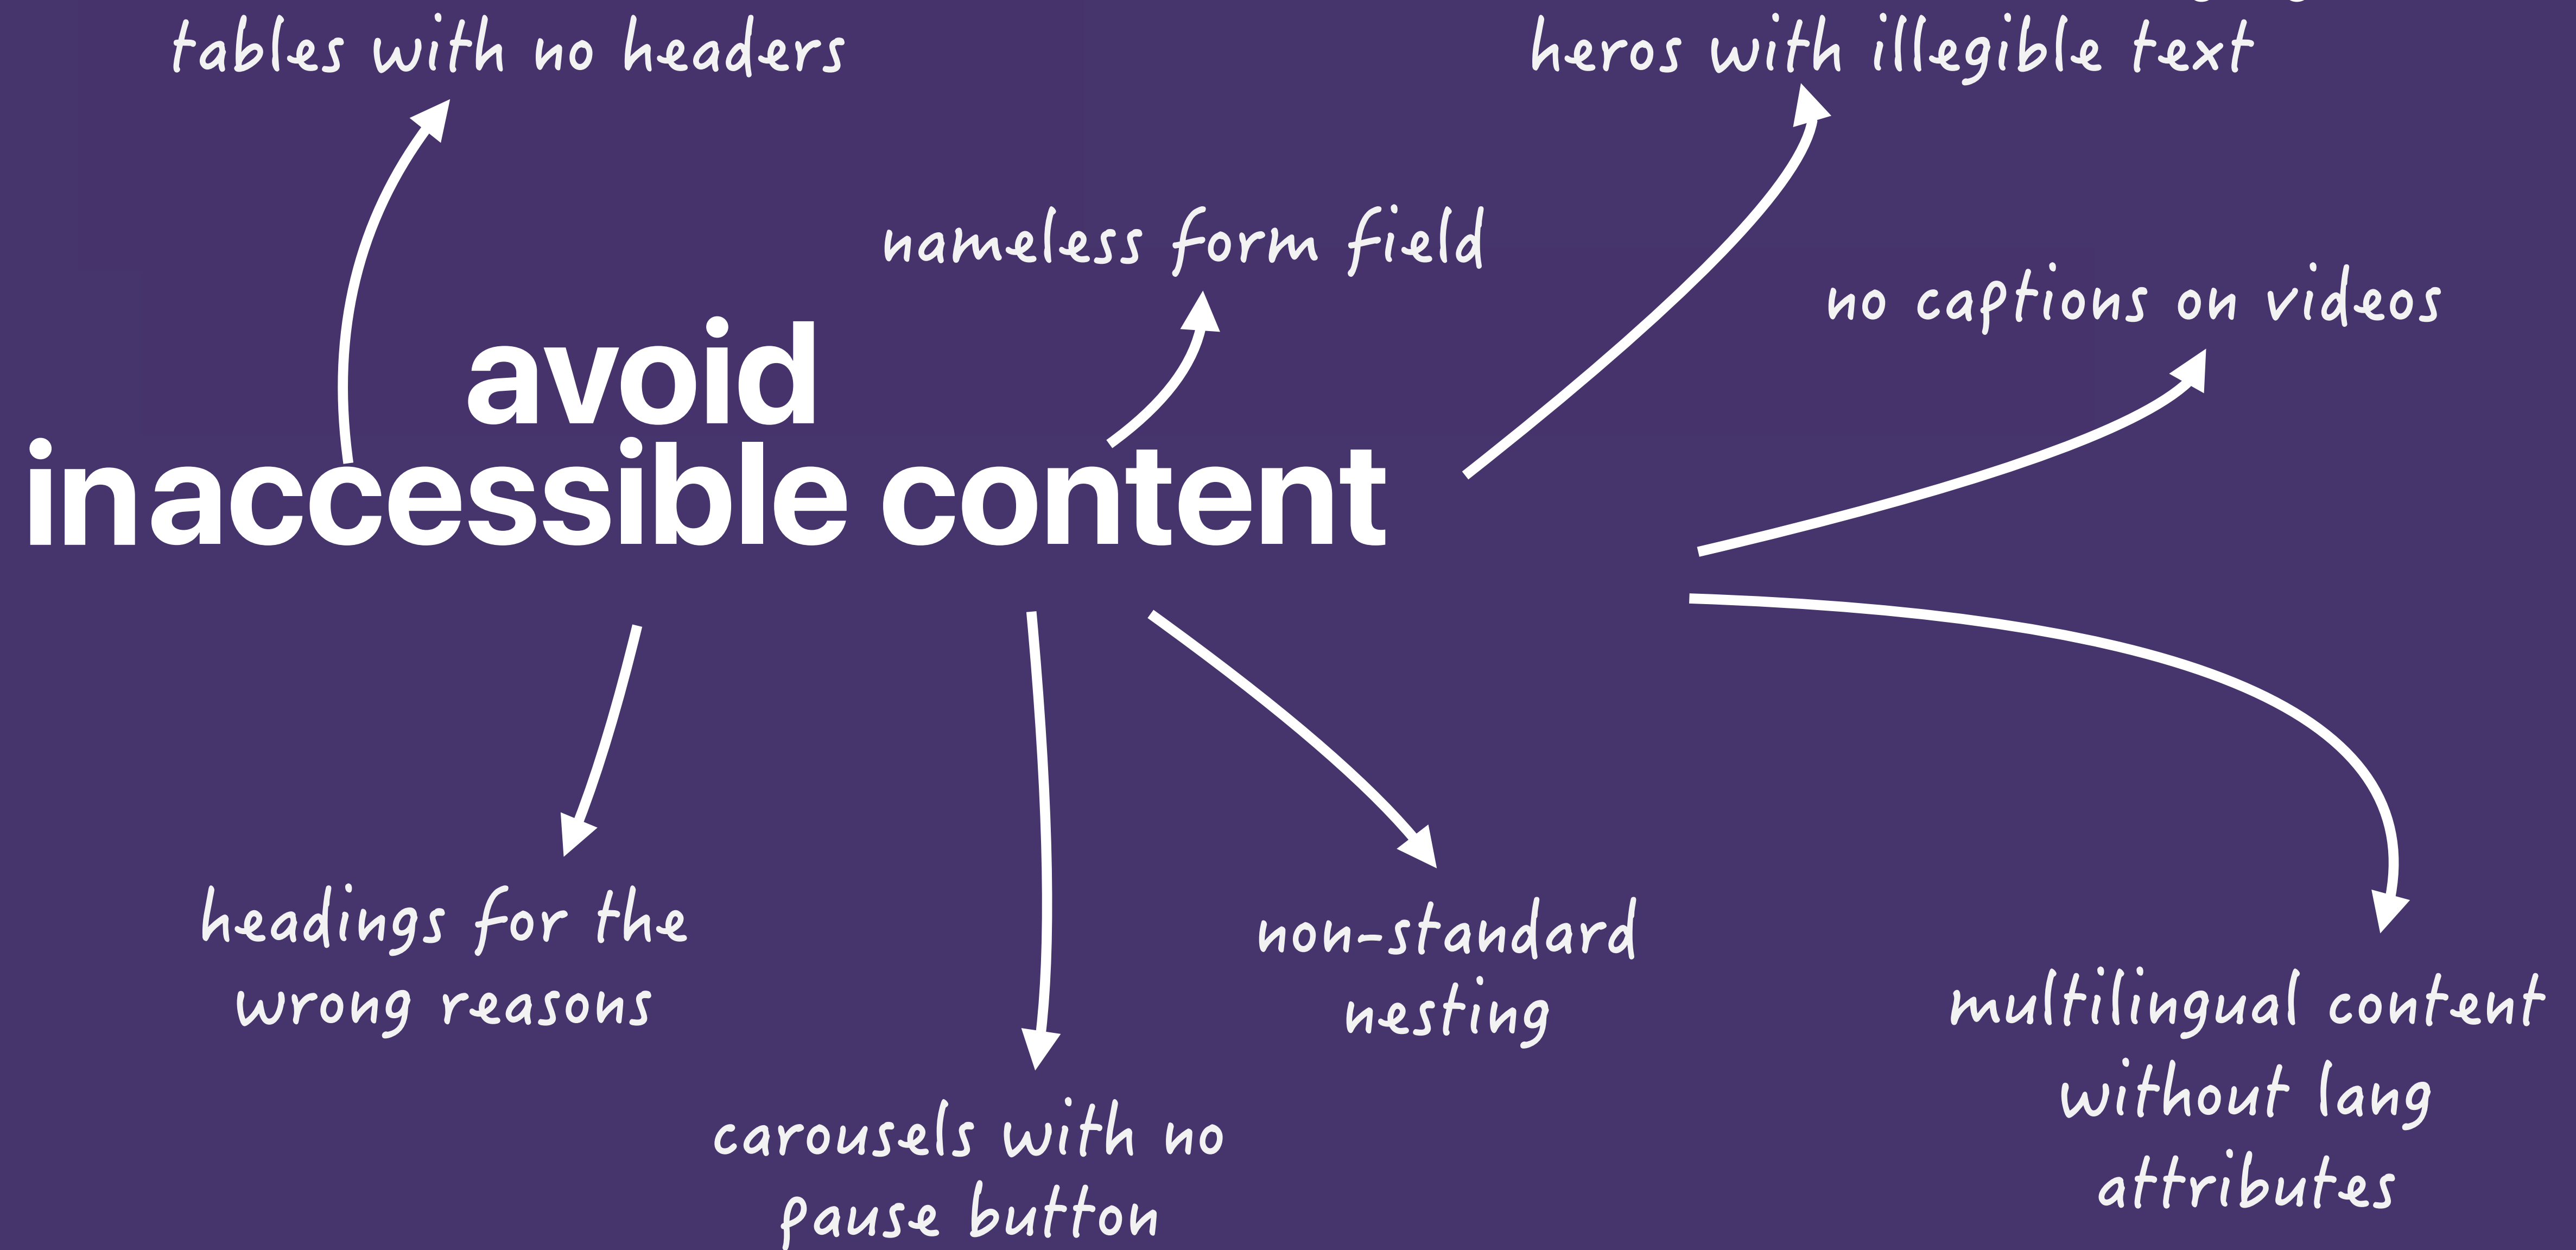 tables with no headers
heros with illegible text
nameless form field
no captions on videos
avoid
inaccessible content
headings for the
wrong reasons
non-standard
nesting
multilingual content
without lang
attributes
carousels with no
pause button